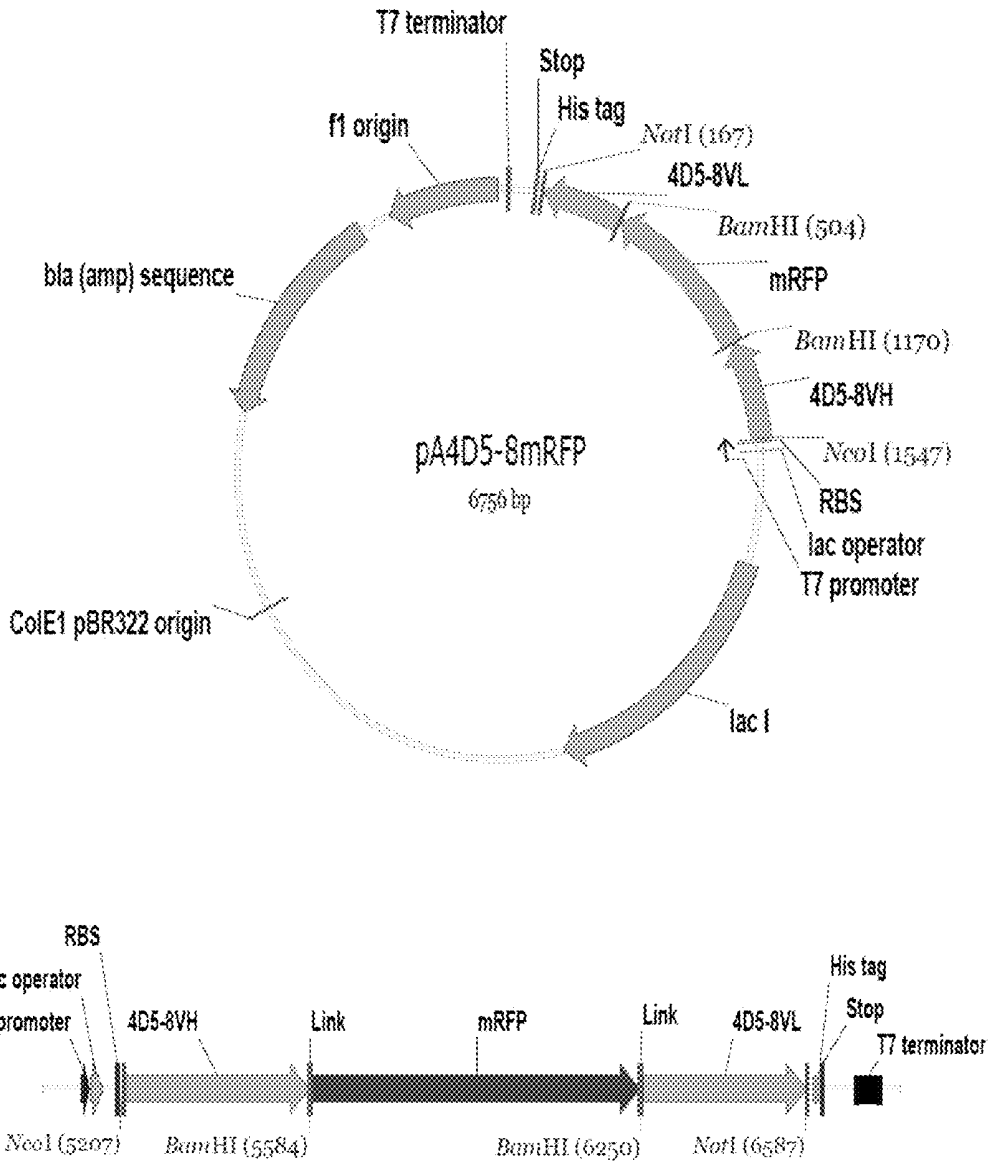 T7 terminator
Stop
His tag
f1 origin
NotI (167)
4D5-8VL
BamHI (504)
bla (amp) sequence
mRFP
BamHI (1170)
4D5-8VH
pA4D5-8mRFP
6756 bp
NcoI (1547)
RBS
lac operator
T7 promoter
ColE1 pBR322 origin
lac I
RBS
c operator
promoter
4D5-8VH
Link
mRFP
Link
4D5-8VL
His tag
Stop
T7 terminator
NcoI (5207)
BamHI (5584)
BamHI (6250)
NotI (6587)